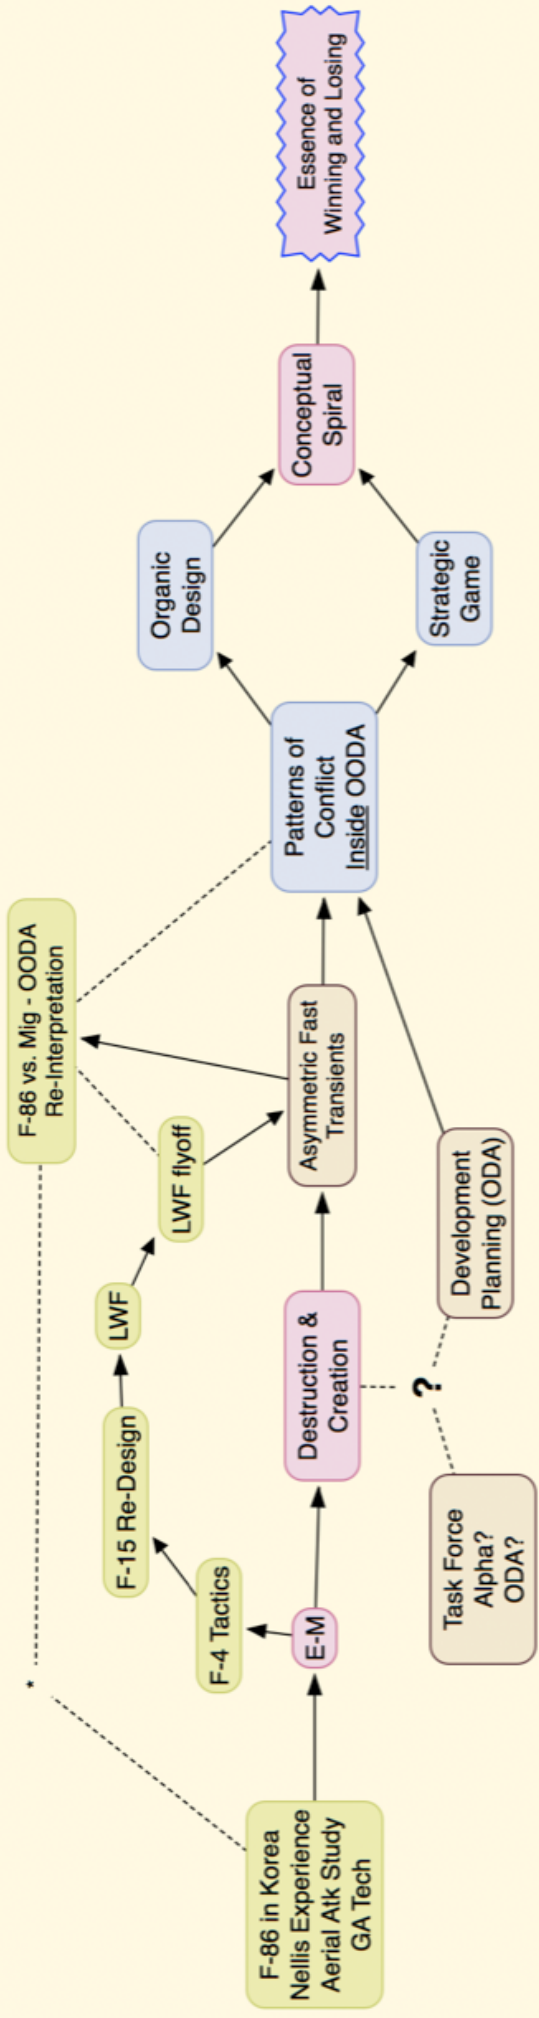 F-86 in Korea
Nellis Experience
Aerial Atk Study
GA Tech
*
E-M
F-4 Tactics
F-15 Re-Design
LWF
LWF flyoff
F-86 vs. Mig - OODA
Re-Interpretation
Destruction &
Creation
Asymmetric Fast
Transients
Task Force
Alpha?
ODA?
?
Development
Planning (ODA)
Patterns of
Conflict
Inside OODA
Organic
Design
Strategic
Game
Conceptual
Spiral
Essence of
Winning and Losing